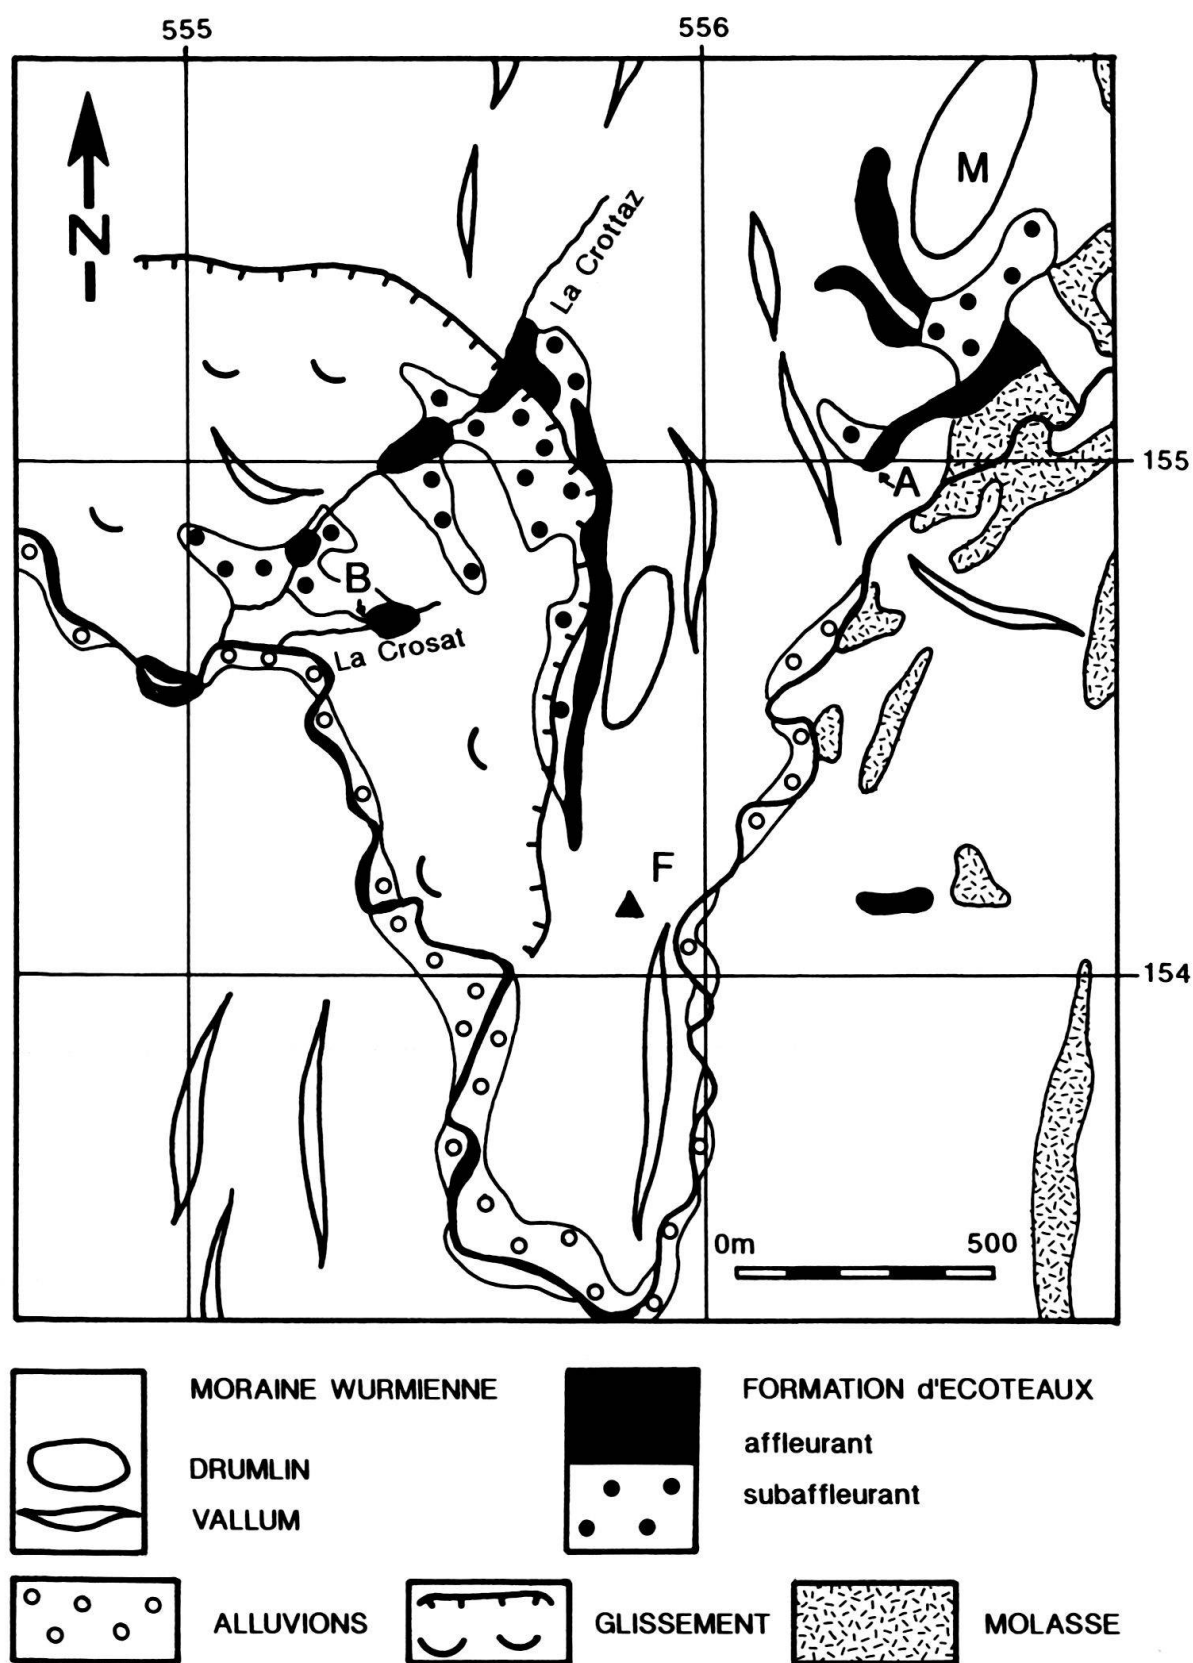 555
556
N
M
La Crottaz
155
A
B
La Crosat
F
154
0m 500
MORAINE WURMIENNE
DRUMLIN
VALLUM
FORMATION d'ECOTEAUX
affleurant
subaffleurant
ALLUVIONS
GLISSEMENT
MOLASSE